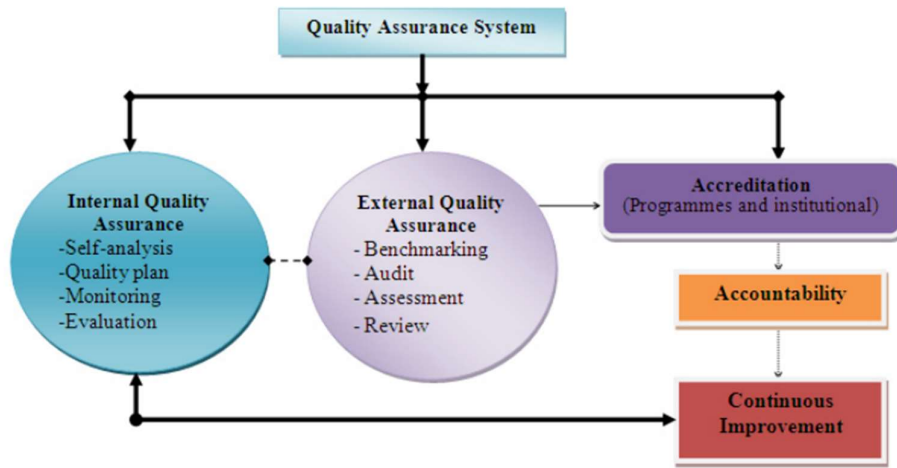 Quality Assurance System
Internal Quality
Assurance
-Self-analysis
-Quality plan
-Monitoring
-Evaluation
External Quality
Assurance
- Benchmarking
- Audit
- Assessment
- Review
Accreditation
(Programmes and institutional)
Accountability
Continuous
Improvement